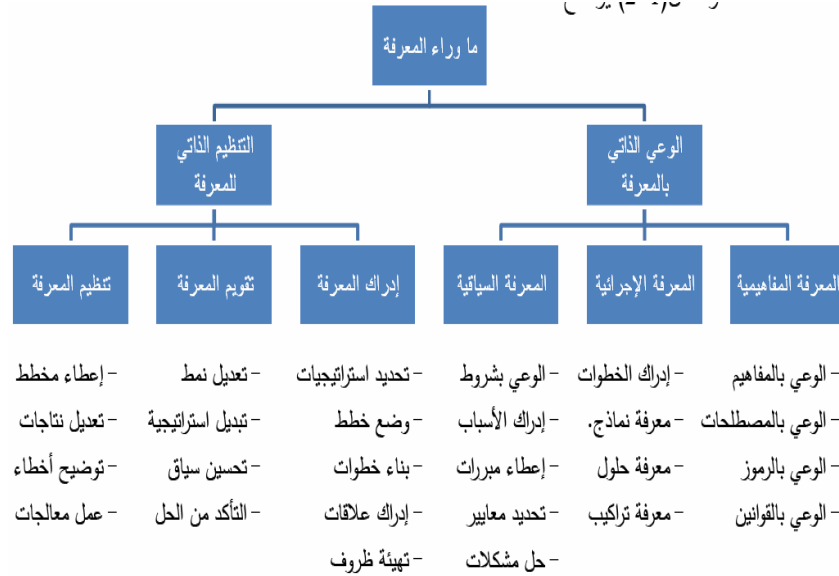 ما وراء المعرفة
الوعي الذاتي
بالمعرفة
التنظيم الذاتي
للمعرفة
المعرفة المفاهيمية
المعرفة الإجرائية
المعرفة السياقية
إدراك المعرفة
تقويم المعرفة
تنظيم المعرفة
- الوعي بالمفاهيم
- الوعي بالمصطلحات
- الوعي بالرموز
- الوعي بالقوانين
- إدراك الخطوات
- معرفة نماذج.
- معرفة حلول
- معرفة تراكيب
- الوعي بشروط
- إدراك الأسباب
- إعطاء مبررات
- تحديد معايير
- حل مشكلات
- تحديد استراتيجيات
- وضع خطط
- بناء خطوات
- إدراك علاقات
- تهيئة ظروف
- تعديل نمط
- تبديل استراتيجية
- تحسين سياق
- التأكد من الحل
- إعطاء مخطط
- تعديل نتاجات
- توضيح أخطاء
- عمل معالجات